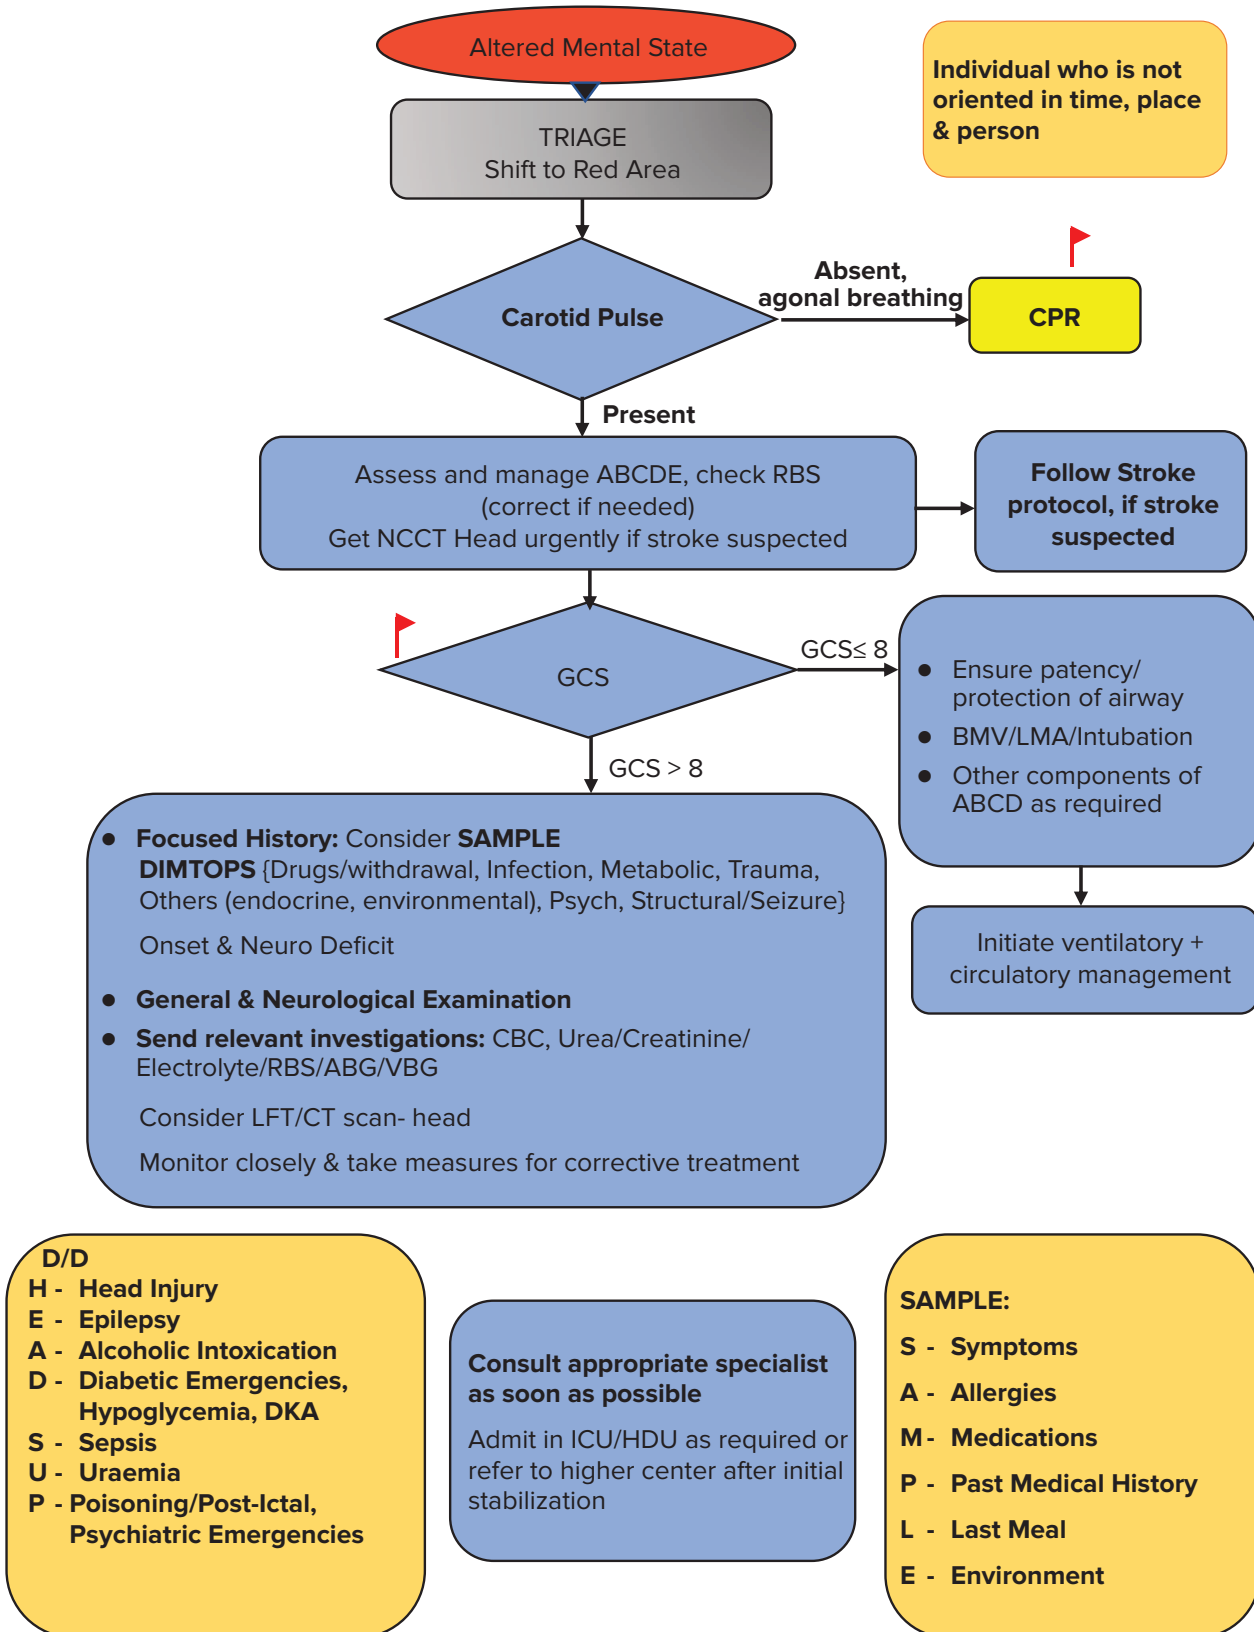 Altered Mental State
Individual who is not
oriented in time, place
& person
TRIAGE
Shift to Red Area
Carotid Pulse
Absent,
agonal breathing
CPR
Present
Assess and manage ABCDE, check RBS
(correct if needed)
Get NCCT Head urgently if stroke suspected
Follow Stroke
protocol, if stroke
suspected
GCS
GCS≤ 8
● Ensure patency/
protection of airway
● BMV/LMA/Intubation
● Other components of
ABCD as required
Initiate ventilatory +
circulatory management
GCS > 8
● Focused History: Consider SAMPLE
DIMTOPS {Drugs/withdrawal, Infection, Metabolic, Trauma,
Others (endocrine, environmental), Psych, Structural/Seizure}
Onset & Neuro Deficit
● General & Neurological Examination
● Send relevant investigations: CBC, Urea/Creatinine/
Electrolyte/RBS/ABG/VBG
Consider LFT/CT scan- head
Monitor closely & take measures for corrective treatment
D/D
H - Head Injury
E - Epilepsy
A - Alcoholic Intoxication
D - Diabetic Emergencies,
Hypoglycemia, DKA
S - Sepsis
U - Uraemia
P - Poisoning/Post-Ictal,
Psychiatric Emergencies
Consult appropriate specialist
as soon as possible
Admit in ICU/HDU as required or
refer to higher center after initial
stabilization
SAMPLE:
S - Symptoms
A - Allergies
M - Medications
P - Past Medical History
L - Last Meal
E - Environment